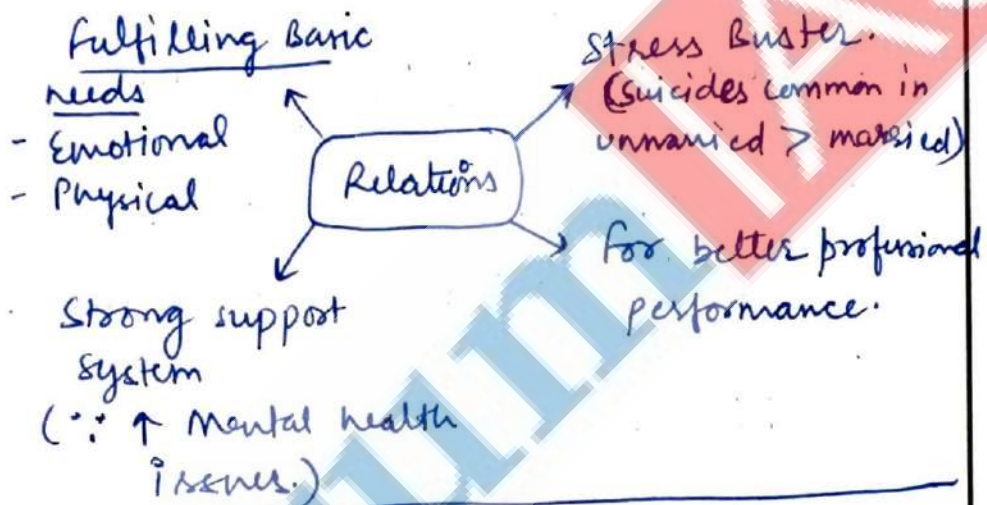 Fulfilling Basic
needs
- Emotional
- Physical
Stress Buster.
(Suicides common in
unmarried > married)
Relations
Strong support
system
(∵ ↑ Mental health
issues.)
for better professional
performance.